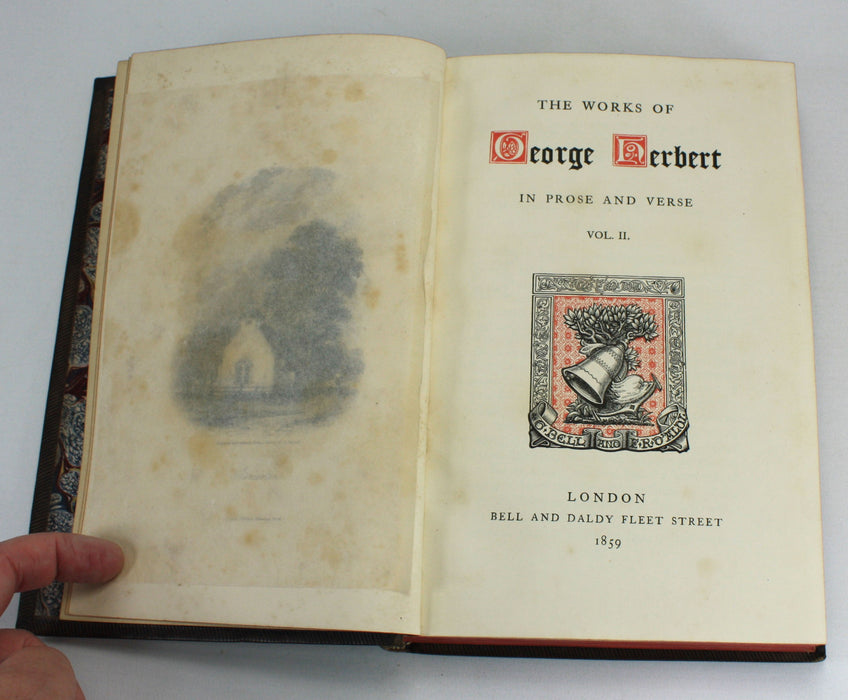 THE WORKS OF
George Herbert
IN PROSE AND VERSE
VOL. II.
G. BELL AND F. R. DALDY
LONDON
BELL AND DALDY FLEET STREET
1859